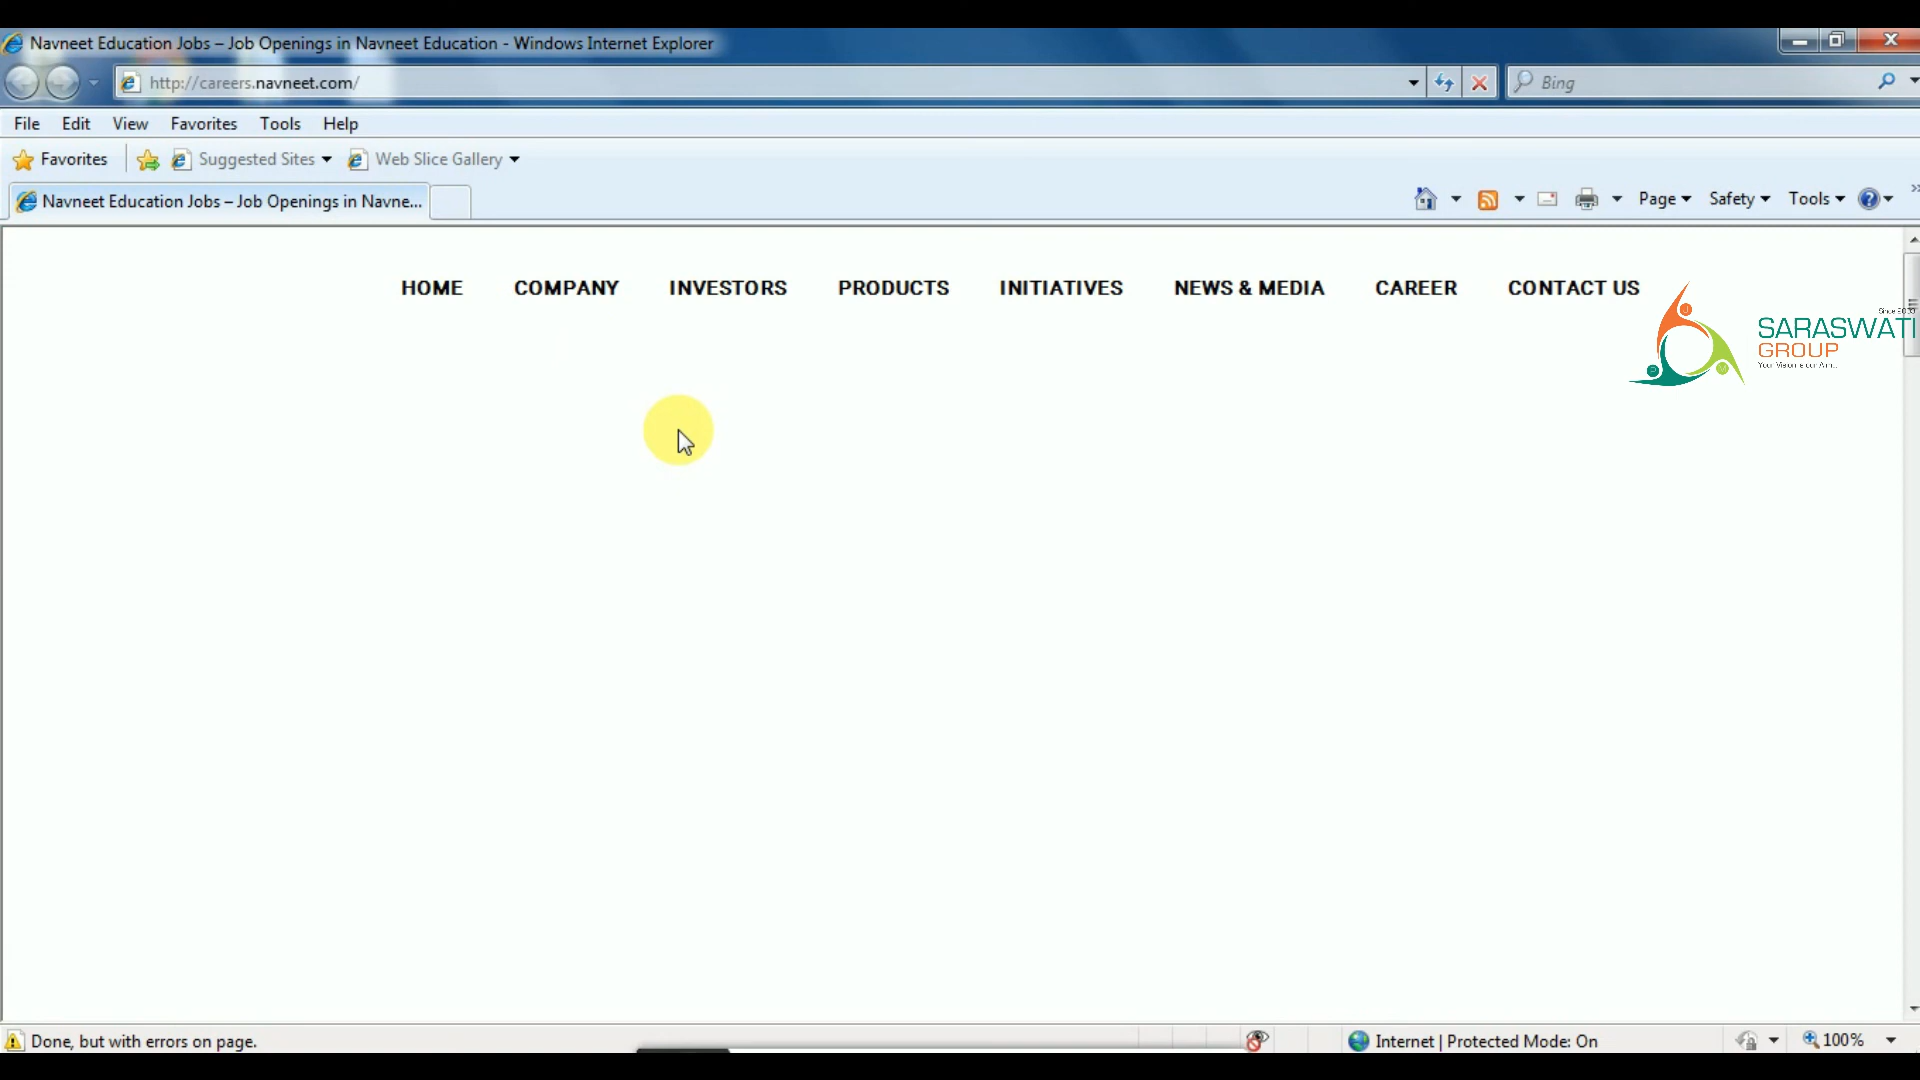 Navneet Education Jobs – Job Openings in Navneet Education - Windows Internet Explorer
http://careers.navneet.com/
Bing
File Edit View Favorites Tools Help
Favorites Suggested Sites Web Slice Gallery
Navneet Education Jobs – Job Openings in Navne...
Page Safety Tools
HOME COMPANY INVESTORS PRODUCTS INITIATIVES NEWS & MEDIA CAREER CONTACT US
Since
SARASWATI
GROUP
Done, but with errors on page.
Internet | Protected Mode: On
100%